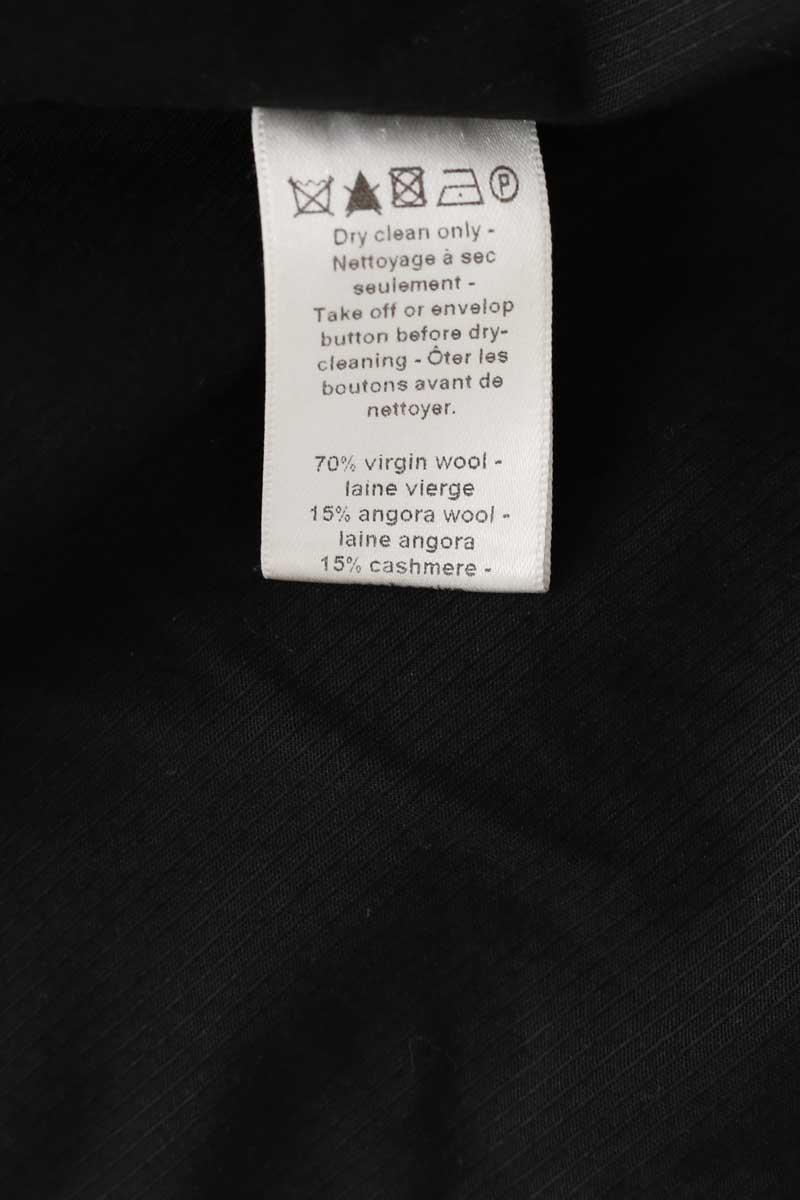 P
Dry clean only -
Nettoyage à sec
seulement -
Take off or envelop
button before dry-
cleaning - Ôter les
boutons avant de
nettoyer.
70% virgin wool -
laine vierge
15% angora wool -
laine angora
15% cashmere -